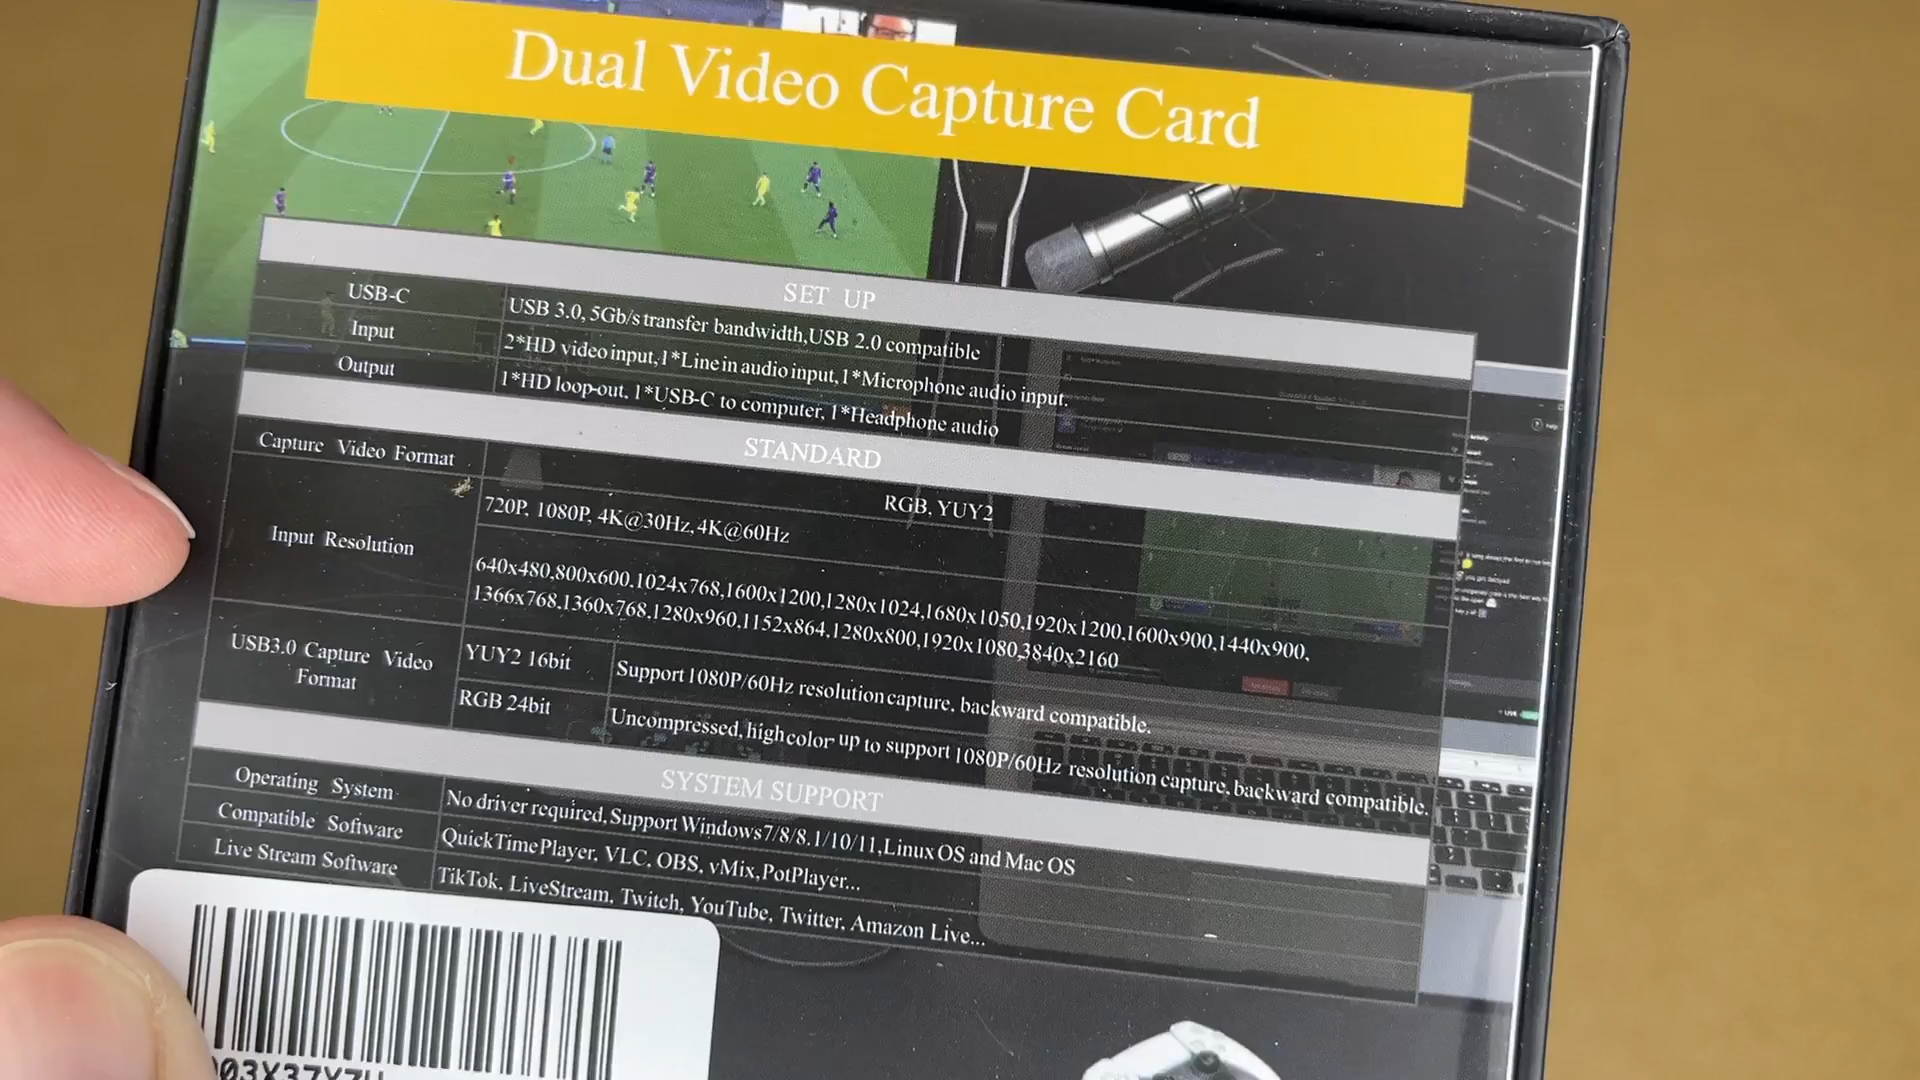 Dual Video Capture Card
SET UP
USB-C
USB 3.0, 5Gb/s transfer bandwidth,USB 2.0 compatible
Input
2*HD video input,1*Line in audio input,1*Microphone audio input.
Output
1*HD loop-out, 1*USB-C to computer, 1*Headphone audio
STANDARD
Capture Video Format
RGB, YUY2
Input Resolution
720P, 1080P, 4K@30Hz,4K@60Hz
640x480,800x600,1024x768,1600x1200,1280x1024,1680x1050,1920x1200,1600x900,1440x900,
1366x768,1360x768,1280x960,1152x864,1280x800,1920x1080,3840x2160
USB3.0 Capture Video
Format
YUY2 16bit
Support 1080P/60Hz resolution capture, backward compatible.
RGB 24bit
Uncompressed, high color up to support 1080P/60Hz resolution capture, backward compatible.
SYSTEM SUPPORT
Operating System
No driver required,Support Windows7/8/8.1/10/11,Linux OS and Mac OS
Compatible Software
QuickTimePlayer, VLC, OBS, vMix,PotPlayer...
Live Stream Software
TikTok, LiveStream, Twitch, YouTube, Twitter, Amazon Live...